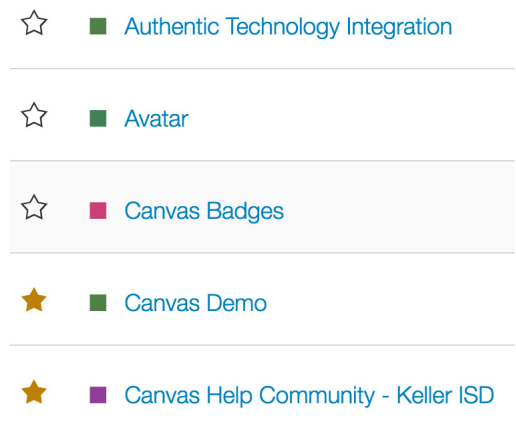 Authentic Technology Integration
Avatar
Canvas Badges
Canvas Demo
Canvas Help Community - Keller ISD